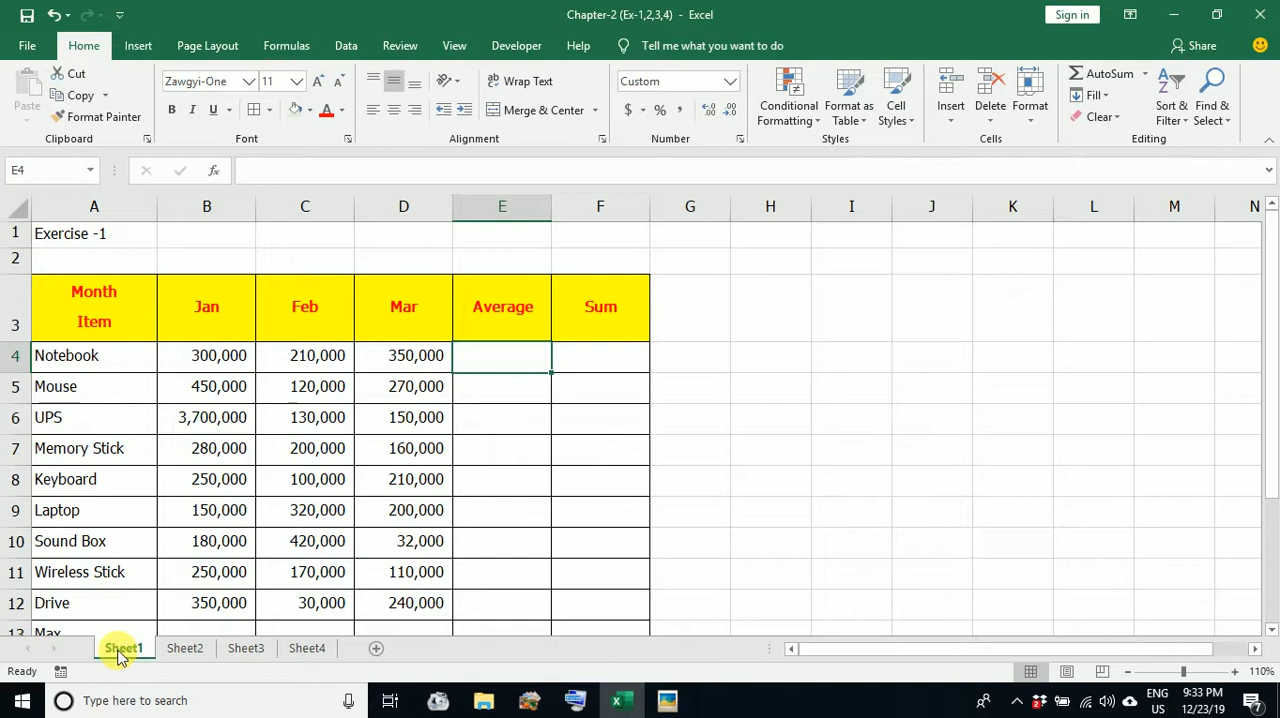 Chapter-2 (Ex-1,2,3,4) - Excel
Sign in
File Home Insert Page Layout Formulas Data Review View Developer Help Tell me what you want to do Share
Paste
Cut
Copy
Format Painter
Clipboard
Zawgyi-One 11
B I U
Font
Wrap Text
Merge & Center
Alignment
Custom
$ % ,
Number
Conditional Formatting
Format as Table
Cell Styles
Styles
Insert Delete Format
Cells
AutoSum
Fill
Clear
Sort & Filter
Find & Select
Editing
E4 fx
A B C D E F G H I J K L M N
1 Exercise -1
2
3 Month Item Jan Feb Mar Average Sum
4 Notebook 300,000 210,000 350,000
5 Mouse 450,000 120,000 270,000
6 UPS 3,700,000 130,000 150,000
7 Memory Stick 280,000 200,000 160,000
8 Keyboard 250,000 100,000 210,000
9 Laptop 150,000 320,000 200,000
10 Sound Box 180,000 420,000 32,000
11 Wireless Stick 250,000 170,000 110,000
12 Drive 350,000 30,000 240,000
13 Max
Sheet1 Sheet2 Sheet3 Sheet4
Ready 110%
Type here to search
ENG US
9:33 PM
12/23/19
7